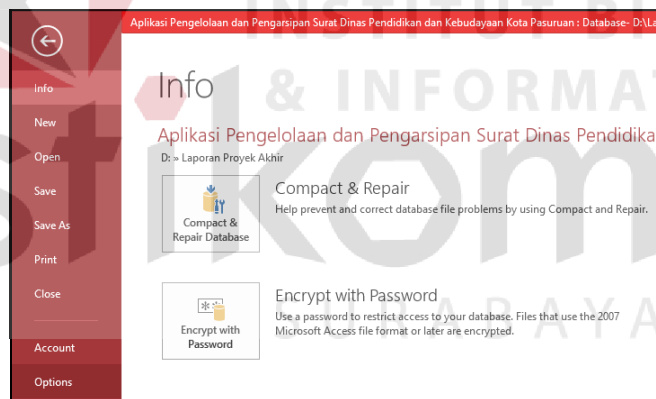 Aplikasi Pengelolaan dan Pengarsipan Surat Dinas Pendidikan dan Kebudayaan Kota Pasuruan : Database- D:\La
Info
New
Open
Save
Save As
Print
Close
Account
Options
Info
Aplikasi Pengelolaan dan Pengarsipan Surat Dinas Pendidika
D: » Laporan Proyek Akhir
Compact &
Repair Database
Compact & Repair
Help prevent and correct database file problems by using Compact and Repair.
Encrypt with
Password
Encrypt with Password
Use a password to restrict access to your database. Files that use the 2007
Microsoft Access file format or later are encrypted.
INSTITUT BI
& INFORMA
stikom
SURABAYA